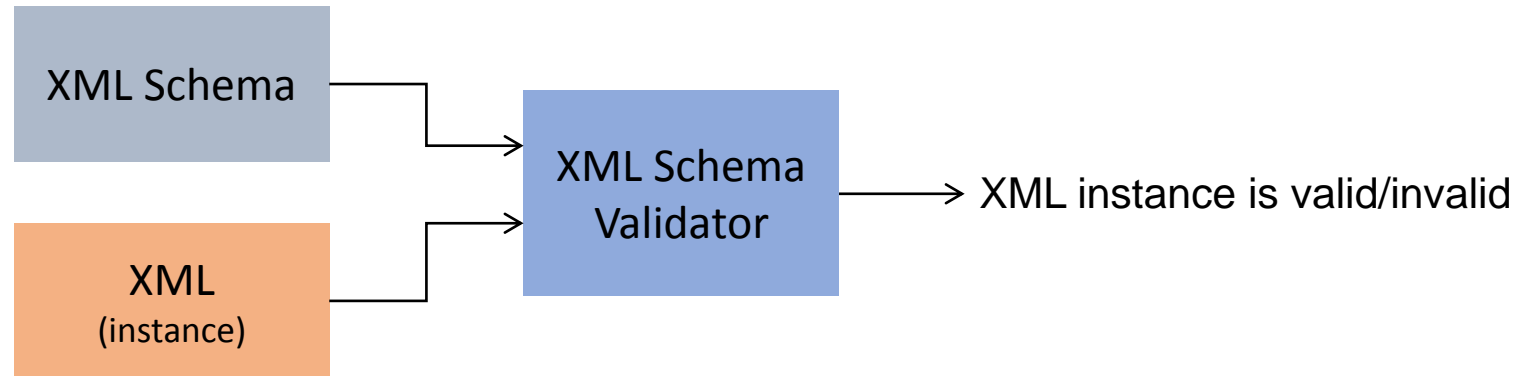 XML Schema
XML
(instance)
XML Schema
Validator
XML instance is valid/invalid